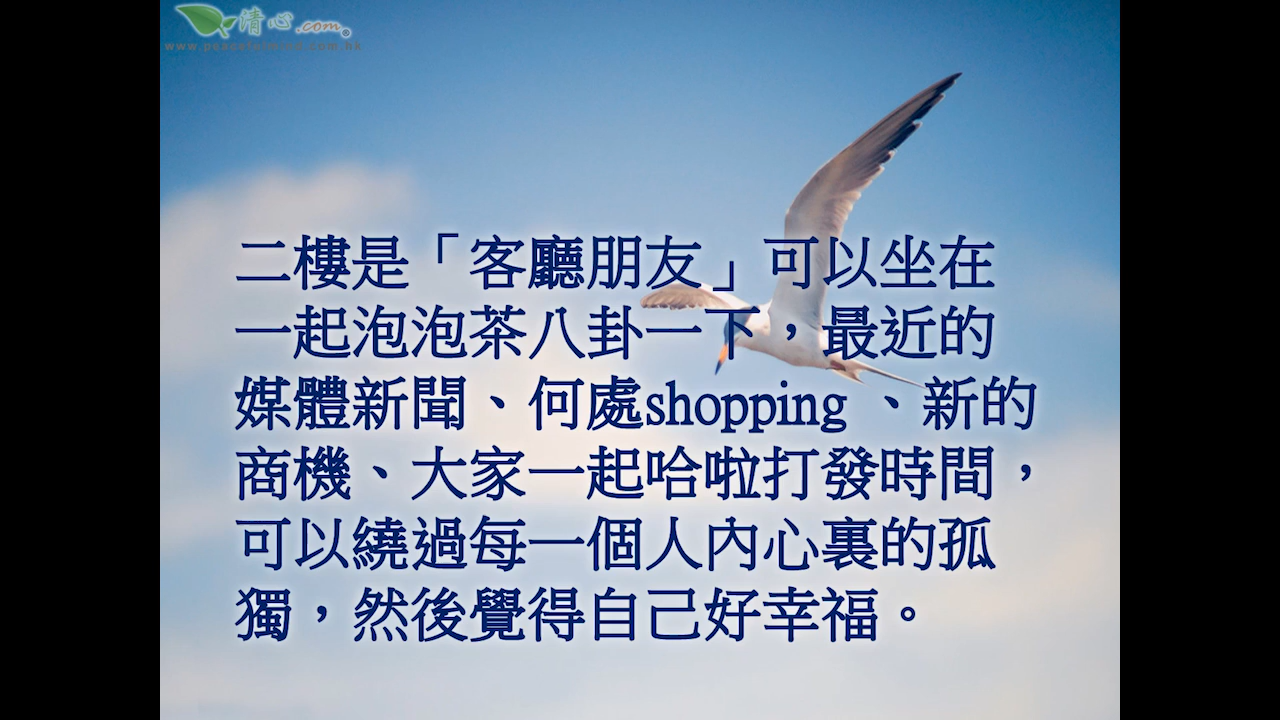 清心.com
www.peacefulmind.com.hk
二樓是「客廳朋友」可以坐在
一起泡泡茶八卦一下，最近的
媒體新聞、何處shopping 、新的
商機、大家一起哈啦打發時間，
可以繞過每一個人內心裏的孤
獨，然後覺得自己好幸福。